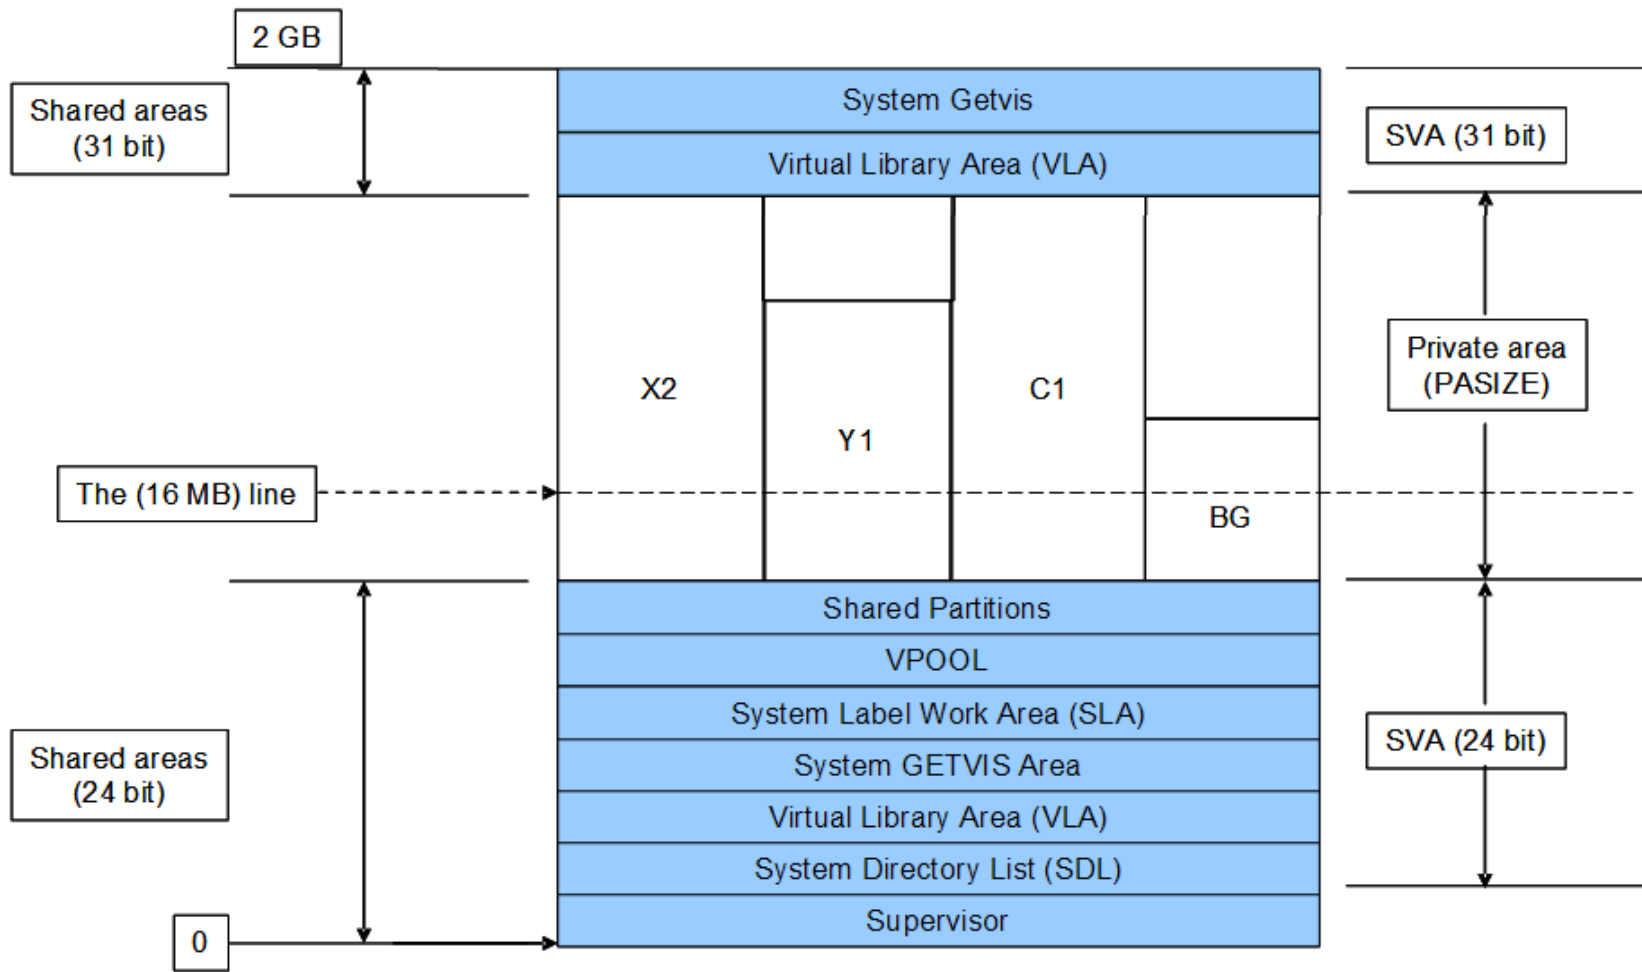 2 GB
Shared areas
(31 bit)
System Getvis
SVA (31 bit)
Virtual Library Area (VLA)
Private area
(PASIZE)
X2
C1
Y1
The (16 MB) line
BG
Shared Partitions
VPOOL
System Label Work Area (SLA)
SVA (24 bit)
Shared areas
(24 bit)
System GETVIS Area
Virtual Library Area (VLA)
System Directory List (SDL)
Supervisor
0